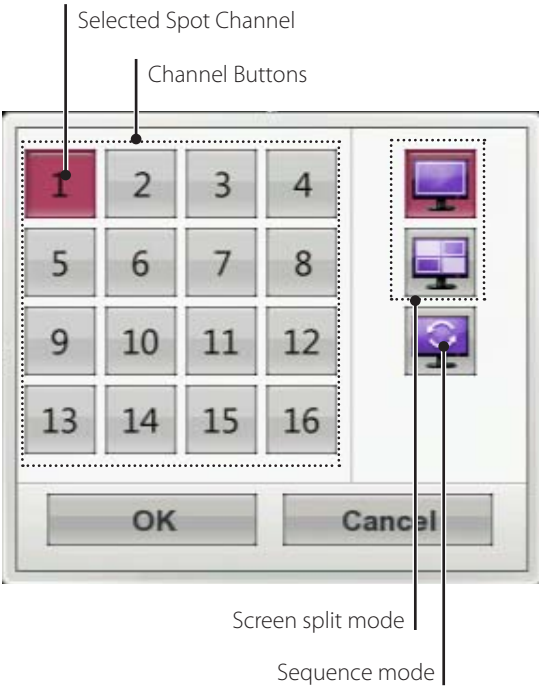 Selected Spot Channel
Channel Buttons
1 2 3 4
5 6 7 8
9 10 11 12
13 14 15 16
OK Cancel
Screen split mode
Sequence mode